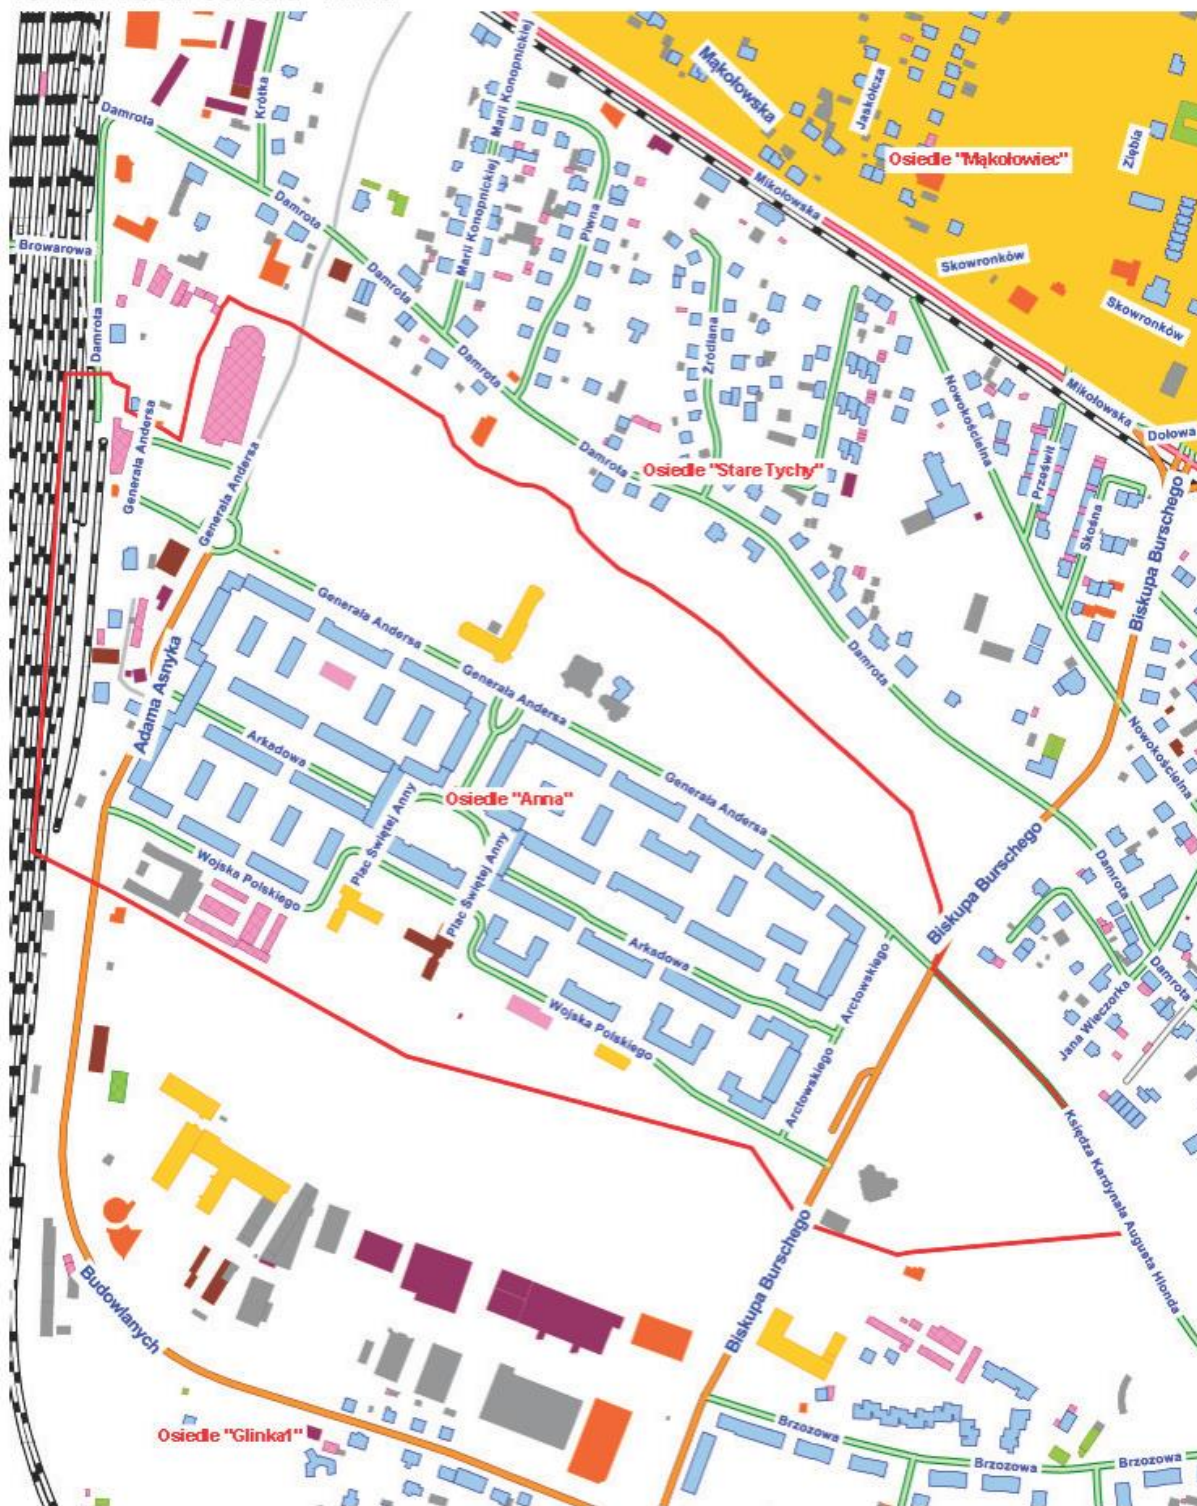 Marii Konopnickiej
Mąkołowska
Jaskółcza
Krótka
Damrota
Osiedle "Mąkołowiec"
Ziębia
Mikołowska
Damrota
Marii Konopnickiej
Piwna
Browarowa
Skowronków
Damrota
Skowronków
Damrota
Źródlana
Damrota
Nowokościelna
Mikołowska
Generała Andersa
Dołowa
Generała Andersa
Damrota
Osiedle "Stare Tychy"
Prześwit
Skośna
Biskupa Burschego
Generała Andersa
Damrota
Adama Asnyka
Generała Andersa
Arkadowa
Nowokościelna
Osiedle "Anna"
Generała Andersa
Plac Świętej Anny
Wojska Polskiego
Plac Świętej Anny
Biskupa Burschego
Damrota
Arkadowa
Arctowskiego
Damrota
Jana Wieczorka
Wojska Polskiego
Arctowskiego
Księdza Kardynała Augusta Hlonda
Biskupa Burschego
Budowlanych
Osiedle "Glinka1"
Brzozowa
Brzozowa
Brzozowa